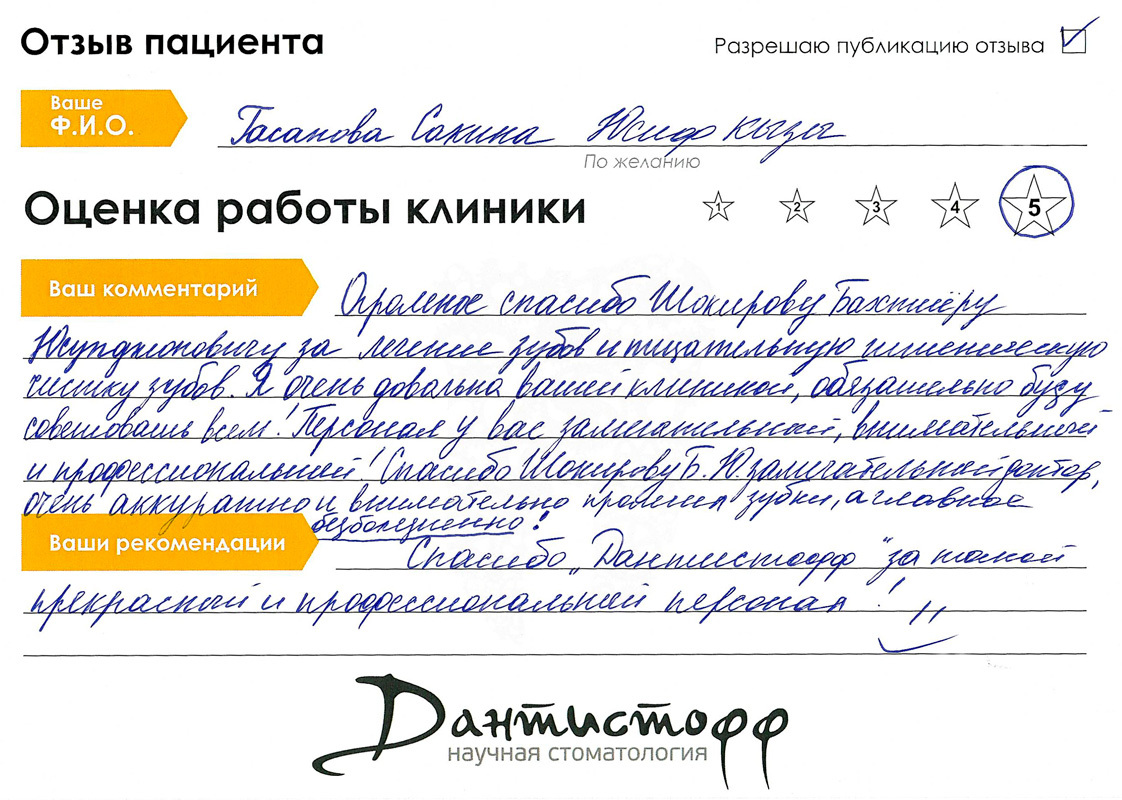 Отзыв пациента
Разрешаю публикацию отзыва
Ваше
Ф.И.О.
Гасанова Сакина Юсиф кызы
По желанию
Оценка работы клиники
1 2 3 4 5
Ваш комментарий
Огромное спасибо Шокирову Бахтиёру
Юсупджоновичу за лечение зубов и тщательную гигиеническую
чистку зубов. Я очень довольна вашей клиникой, обязательно буду
советовать всем! Персонал у вас замечательный, внимательный
и профессиональный! Спасибо Шокирову Б. Ю. замичательный доктор,
очень аккуратно и внимательно пролечил зубки, а главное
безболезненно!
Ваши рекомендации
Спасибо „Дантистофф" за такой
прекрасный и профессиональный персонал!
Дантистофф
научная стоматология